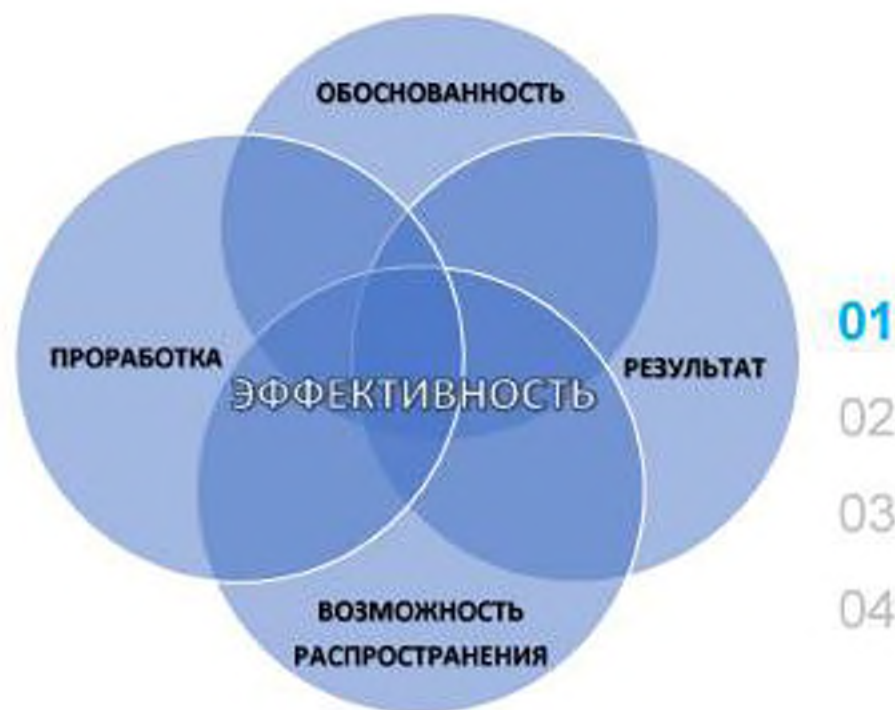 ОБОСНОВАННОСТЬ
ПРОРАБОТКА
РЕЗУЛЬТАТ
ЭФФЕКТИВНОСТЬ
ВОЗМОЖНОСТЬ
РАСПРОСТРАНЕНИЯ
01
02
03
04